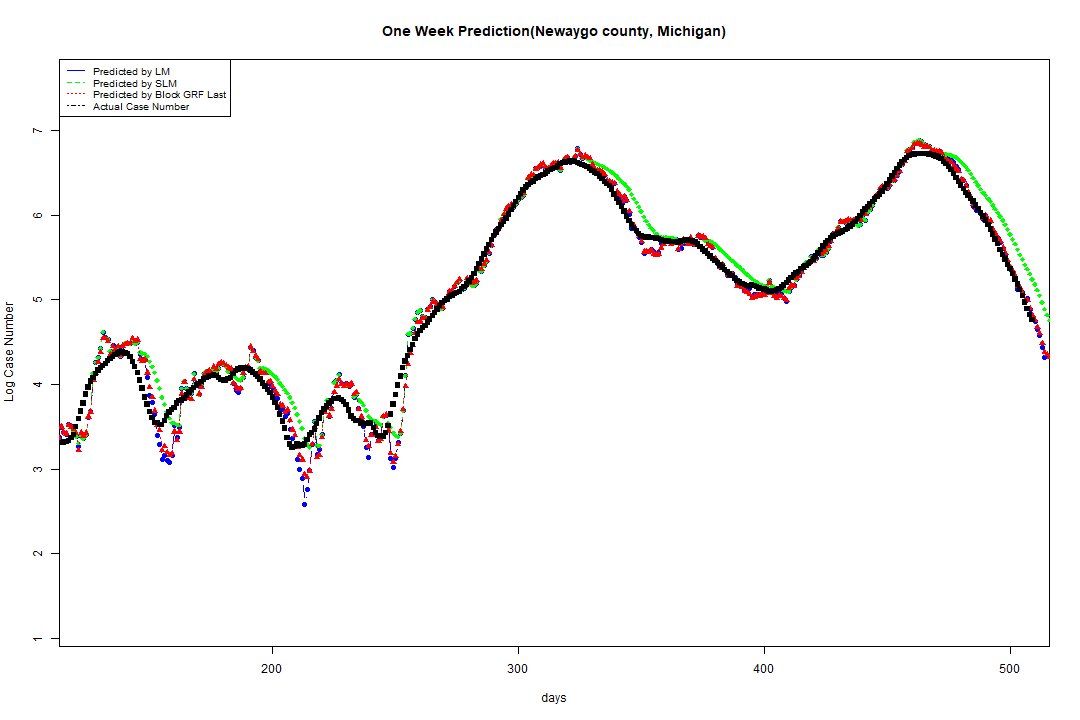 One Week Prediction(Newaygo county, Michigan)
Predicted by LM
Predicted by SLM
Predicted by Block GRF Last
Actual Case Number
7
6
5
4
3
2
1
Log Case Number
200 300 400 500
days